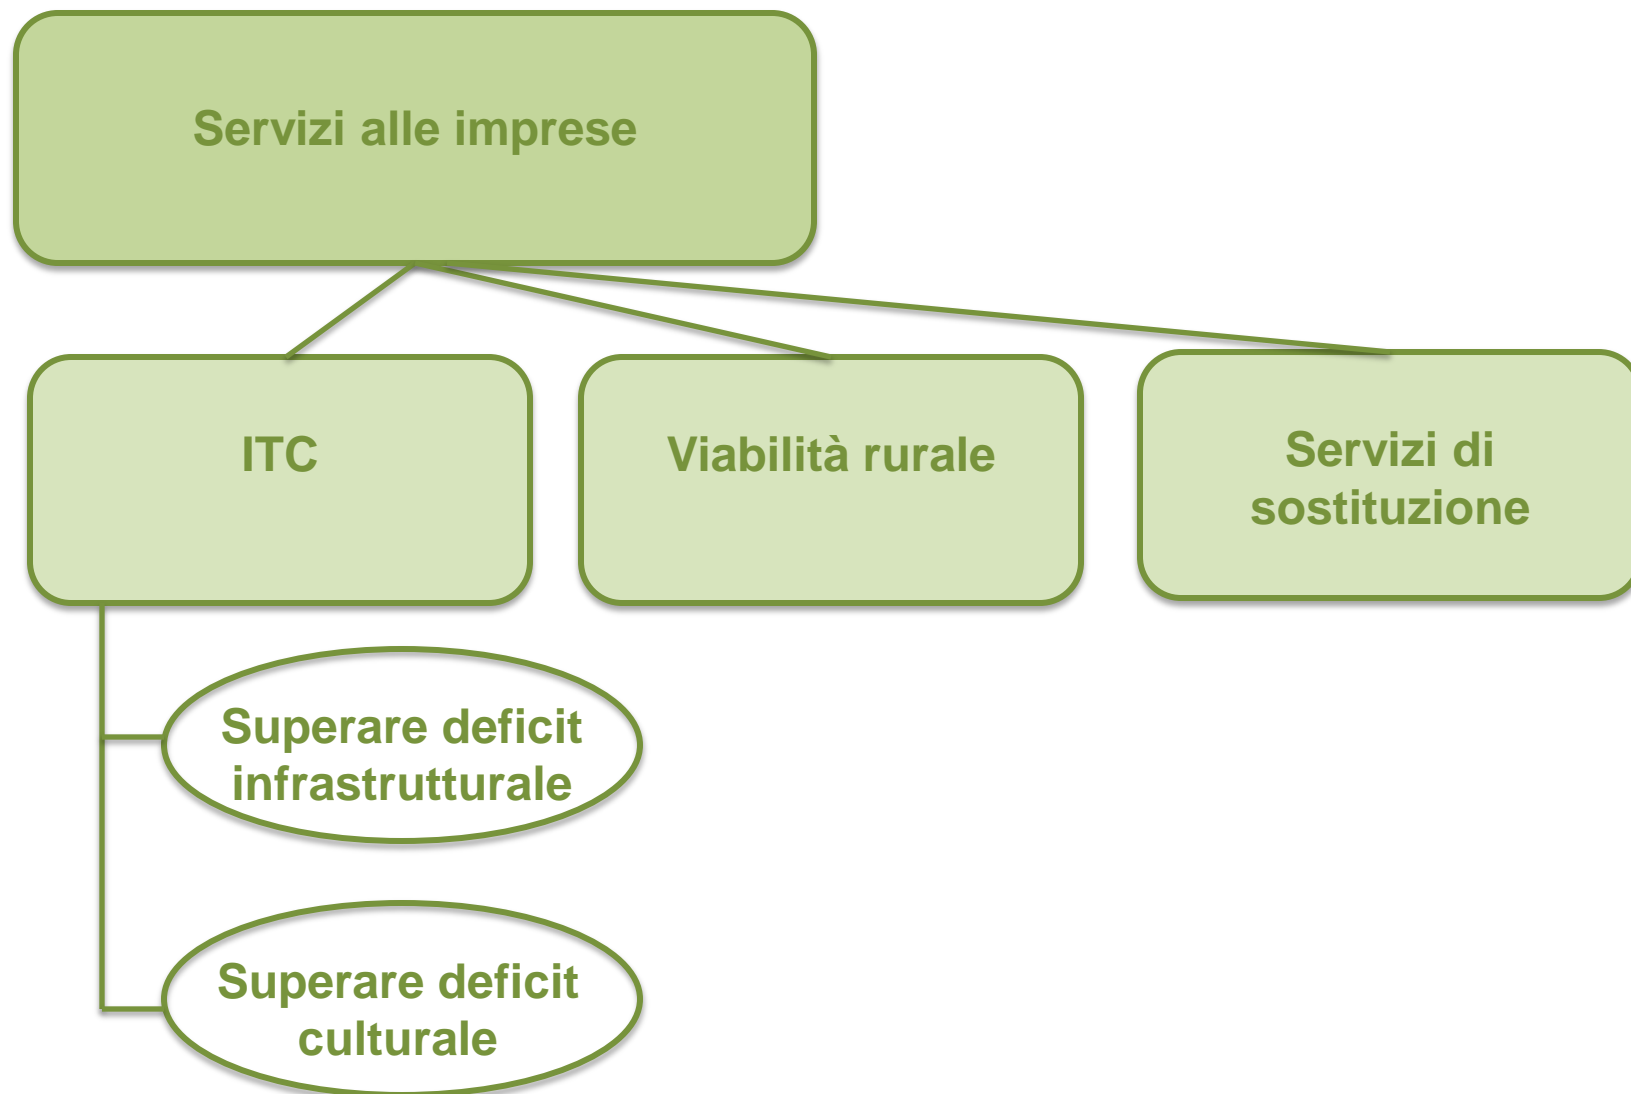 Servizi alle imprese
ITC
Viabilità rurale
Servizi di
sostituzione
Superare deficit
infrastrutturale
Superare deficit
culturale